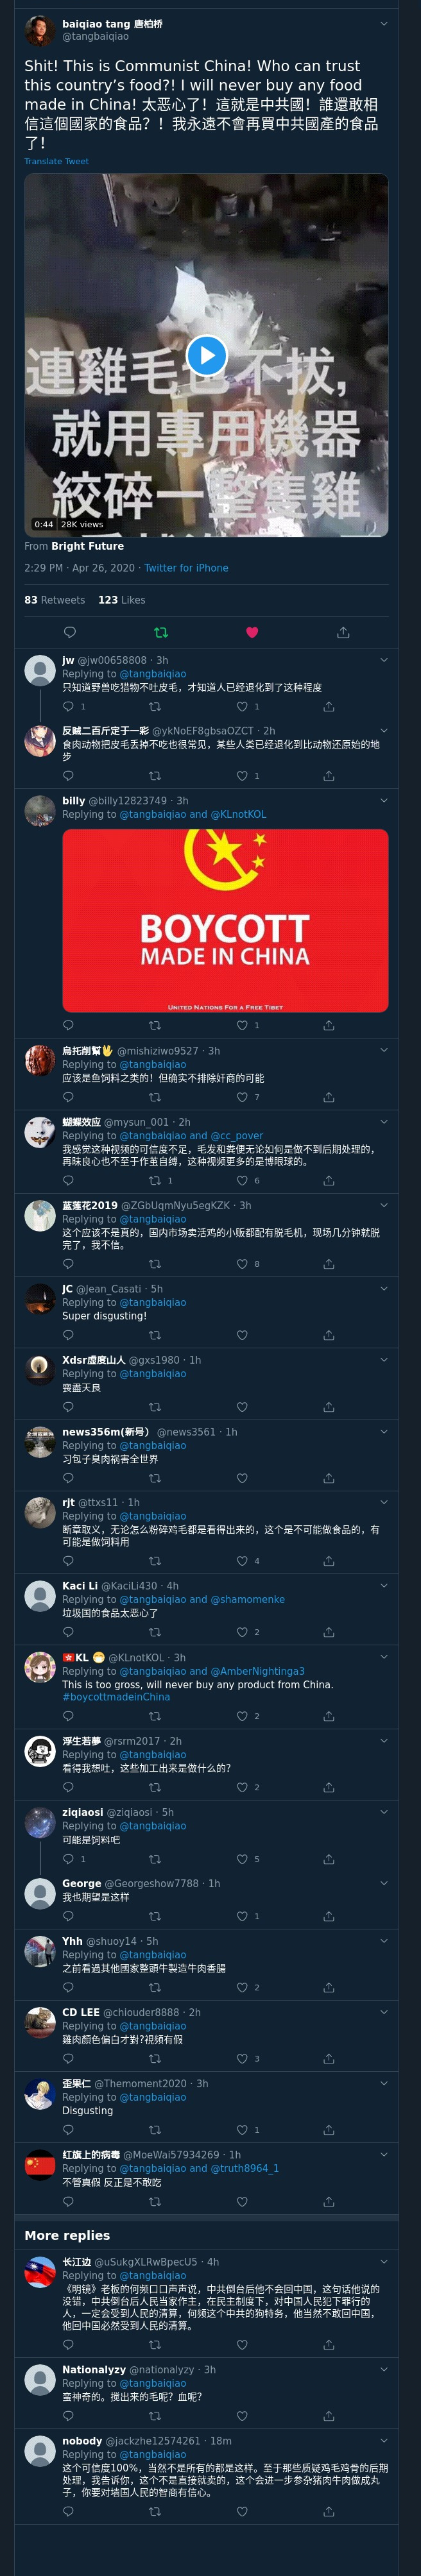 baiqiao tang 唐柏桥
@tangbaiqiao
Shit! This is Communist China! Who can trust
this country’s food?! I will never buy any food
made in China! 太恶心了！這就是中共國！誰還敢相
信這個國家的食品？！我永遠不會再買中共國產的食品
了！
Translate Tweet
連雞毛 不拔,
就用專用機器
絞碎一整隻雞
0:44 28K views
From Bright Future
2:29 PM · Apr 26, 2020 · Twitter for iPhone
83 Retweets 123 Likes
jw @jw00658808 · 3h
Replying to @tangbaiqiao
只知道野兽吃猎物不吐皮毛，才知道人已经退化到了这种程度
1 1
反贼二百斤定于一彩 @ykNoEF8gbsaOZCT · 2h
食肉动物把皮毛丢掉不吃也很常见，某些人类已经退化到比动物还原始的地
步
1
billy @billy12823749 · 3h
Replying to @tangbaiqiao and @KLnotKOL
BOYCOTT
MADE IN CHINA
UNITED NATIONS FOR A FREE TIBET
1
烏托削幫🖖 @mishiziwo9527 · 3h
Replying to @tangbaiqiao
应该是鱼饲料之类的！但确实不排除奸商的可能
7
蝴蝶效应 @mysun_001 · 2h
Replying to @tangbaiqiao and @cc_pover
我感觉这种视频的可信度不足，毛发和粪便无论如何是做不到后期处理的，
再昧良心也不至于作茧自缚，这种视频更多的是博眼球的。
1 6
蓝莲花2019 @ZGbUqmNyu5egKZK · 3h
Replying to @tangbaiqiao
这个应该不是真的，国内市场卖活鸡的小贩都配有脱毛机，现场几分钟就脱
完了，我不信。
8
JC @Jean_Casati · 5h
Replying to @tangbaiqiao
Super disgusting!
Xdsr虚度山人 @gxs1980 · 1h
Replying to @tangbaiqiao
喪盡天良
news356m(新号） @news3561 · 1h
Replying to @tangbaiqiao
习包子臭肉祸害全世界
rjt @ttxs11 · 1h
Replying to @tangbaiqiao
断章取义，无论怎么粉碎鸡毛都是看得出来的，这个是不可能做食品的，有
可能是做饲料用
4
Kaci Li @KaciLi430 · 4h
Replying to @tangbaiqiao and @shamomenke
垃圾国的食品太恶心了
2
🇭🇰KL 😷 @KLnotKOL · 3h
Replying to @tangbaiqiao and @AmberNightinga3
This is too gross, will never buy any product from China.
#boycottmadeinChina
2
浮生若夢 @rsrm2017 · 2h
Replying to @tangbaiqiao
看得我想吐，这些加工出来是做什么的？
2
ziqiaosi @ziqiaosi · 5h
Replying to @tangbaiqiao
可能是饲料吧
1 5
George @Georgeshow7788 · 1h
我也期望是这样
1
Yhh @shuoy14 · 5h
Replying to @tangbaiqiao
之前看過其他國家整頭牛製造牛肉香腸
2
CD LEE @chiouder8888 · 2h
Replying to @tangbaiqiao
雞肉顏色偏白才對?視頻有假
3
歪果仁 @Themoment2020 · 3h
Replying to @tangbaiqiao
Disgusting
1
红旗上的病毒 @MoeWai57934269 · 1h
Replying to @tangbaiqiao and @truth8964_1
不管真假 反正是不敢吃
More replies
长江边 @uSukgXLRwBpecU5 · 4h
Replying to @tangbaiqiao
《明镜》老板的何频口口声声说，中共倒台后他不会回中国，这句话他说的
没错，中共倒台后人民当家作主，在民主制度下，对中国人民犯下罪行的
人，一定会受到人民的清算，何频这个中共的狗特务，他当然不敢回中国，
他回中国必然受到人民的清算。
Nationalyzy @nationalyzy · 3h
Replying to @tangbaiqiao
蛮神奇的。搅出来的毛呢？血呢？
nobody @jackzhe12574261 · 18m
Replying to @tangbaiqiao
这个可信度100%，当然不是所有的都是这样。至于那些质疑鸡毛鸡骨的后期
处理，我告诉你，这个不是直接就卖的，这个会进一步参杂猪肉牛肉做成丸
子，你要对墙国人民的智商有信心。